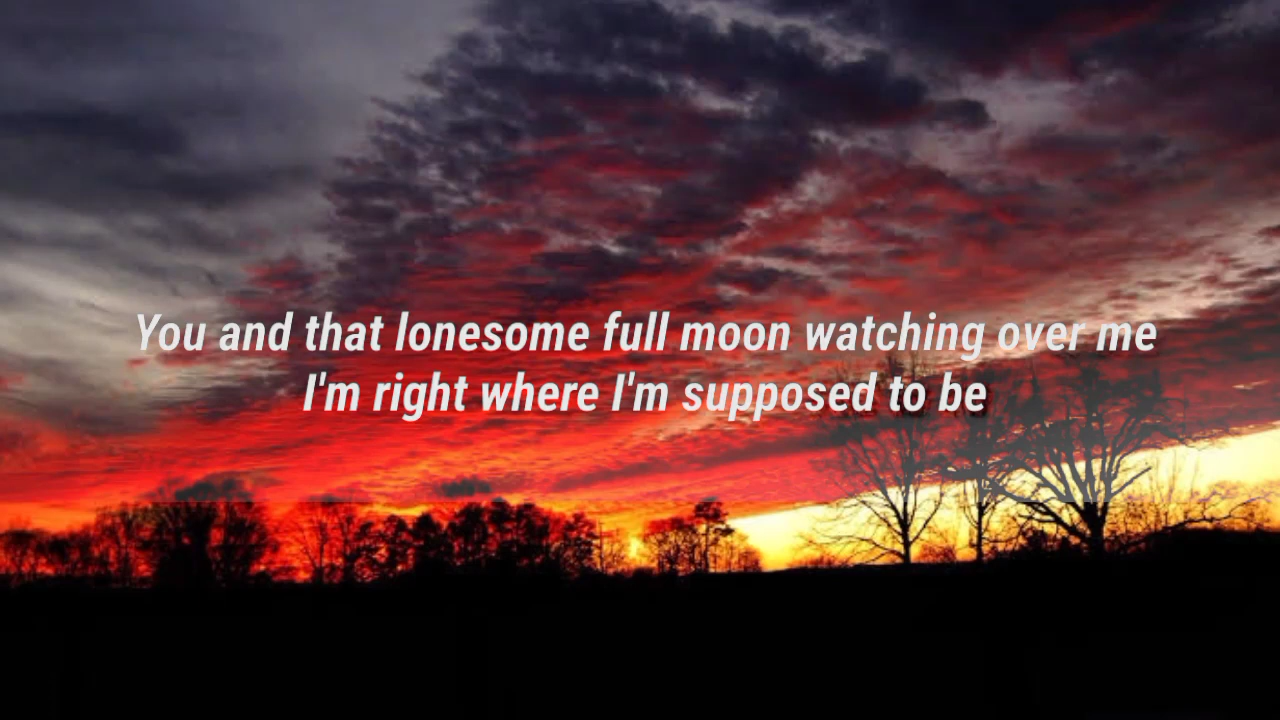 You and that lonesome full moon watching over me
I'm right where I'm supposed to be